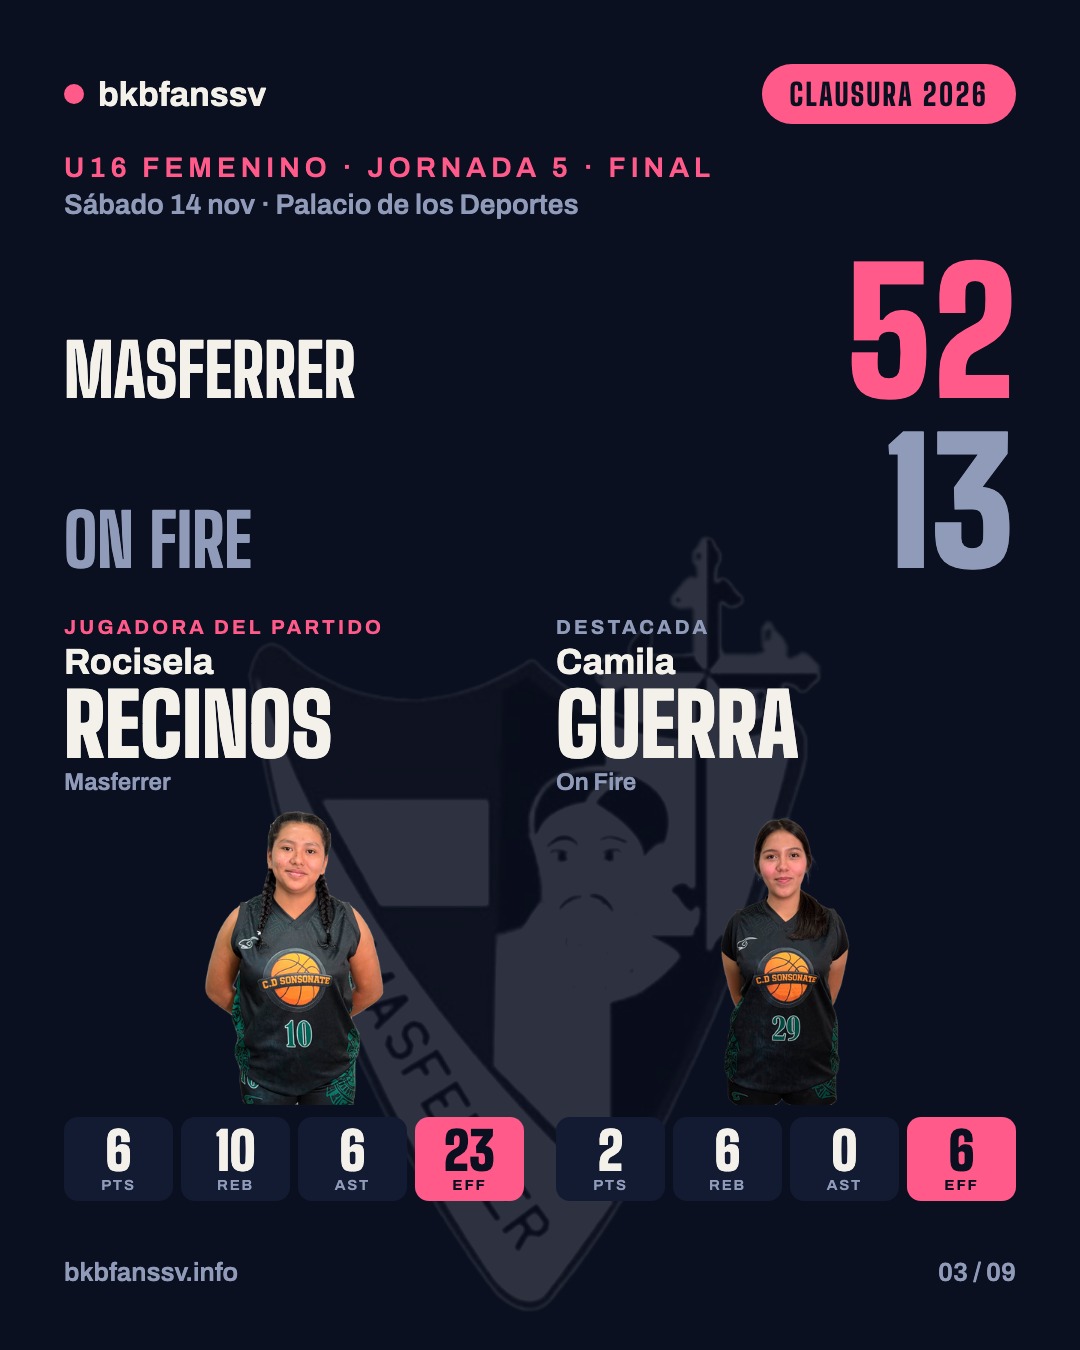 bkbfanssv
CLAUSURA 2026
U16 FEMENINO · JORNADA 5 · FINAL
Sábado 14 nov · Palacio de los Deportes
MASFERRER
52
ON FIRE
13
JUGADORA DEL PARTIDO
Rocisela
RECINOS
Masferrer
DESTACADA
Camila
GUERRA
On Fire
C.D SONSONATE
10
C.D SONSONATE
29
MASFERRER
6
PTS
10
REB
6
AST
23
EFF
2
PTS
6
REB
0
AST
6
EFF
bkbfanssv.info
03 / 09